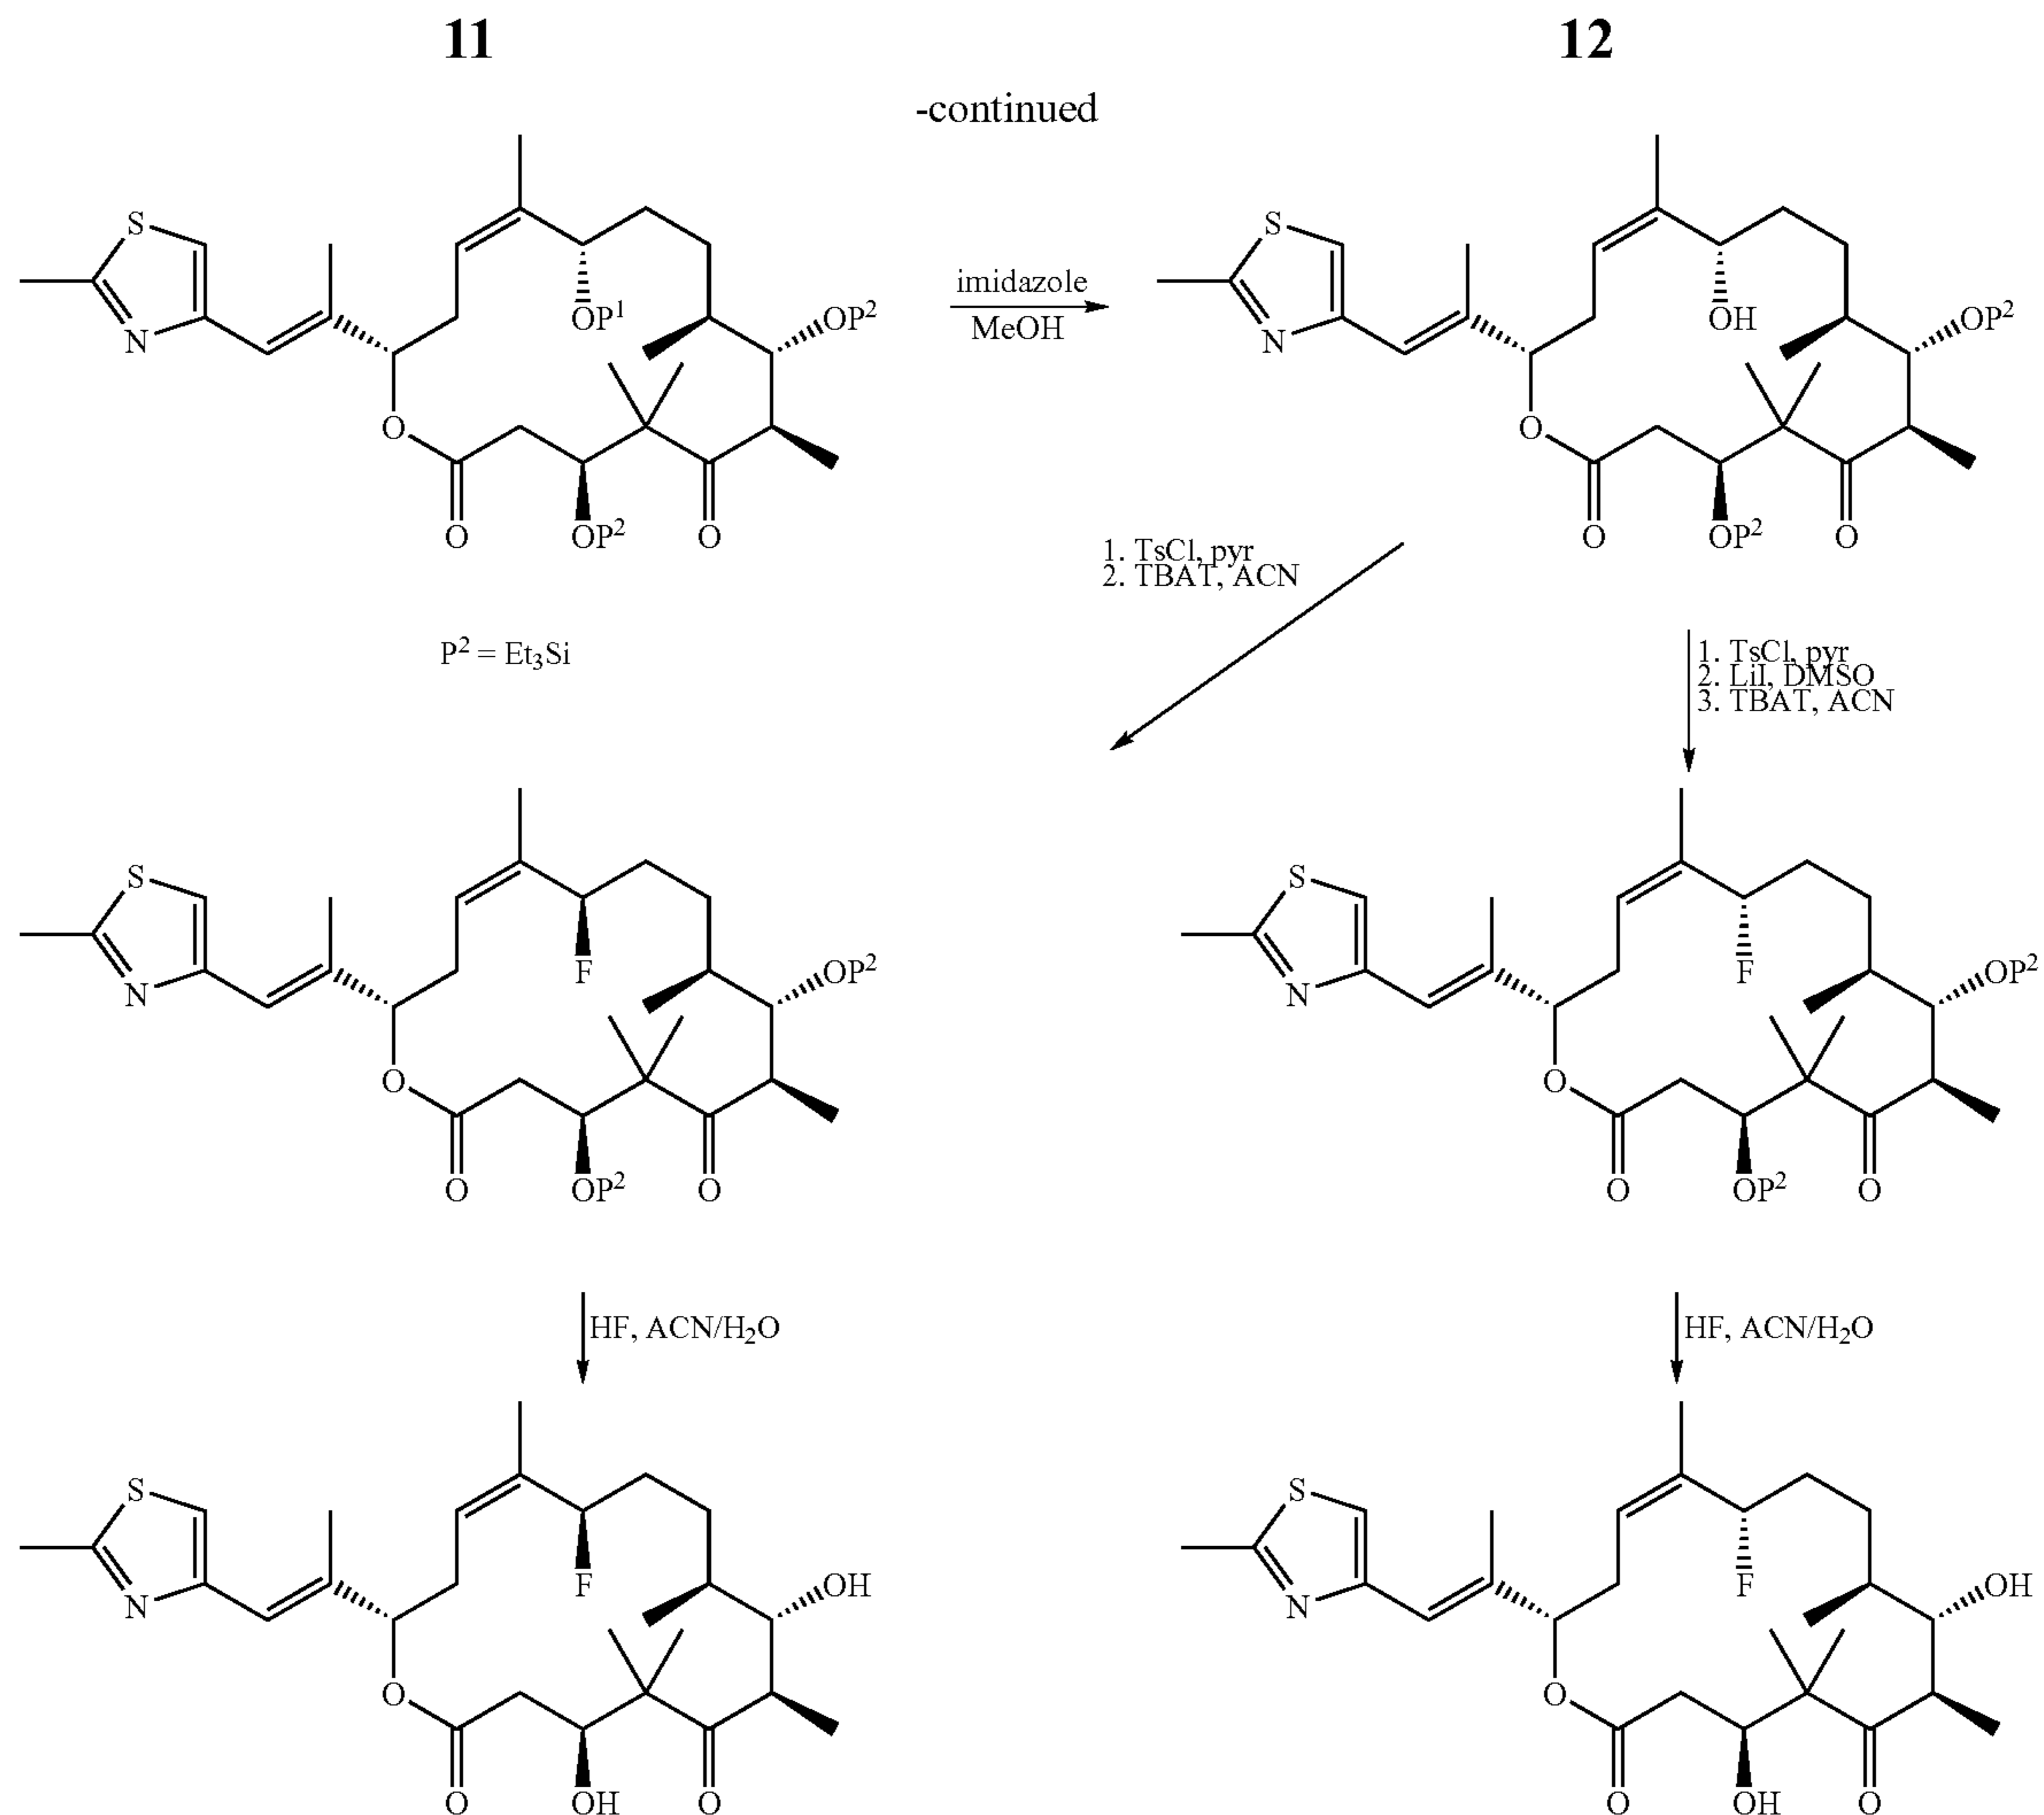 11
12
-continued
S
N
OP¹
OP²
O
O
OP²
O
imidazole
MeOH
S
N
OH
OP²
O
O
OP²
O
P² = Et₃Si
1. TsCl, pyr
2. TBAT, ACN
1. TsCl, pyr
2. LiI, DMSO
3. TBAT, ACN
S
N
F
OP²
O
O
OP²
O
S
N
F
OP²
O
O
OP²
O
HF, ACN/H₂O
HF, ACN/H₂O
S
N
F
OH
O
O
OH
O
S
N
F
OH
O
O
OH
O